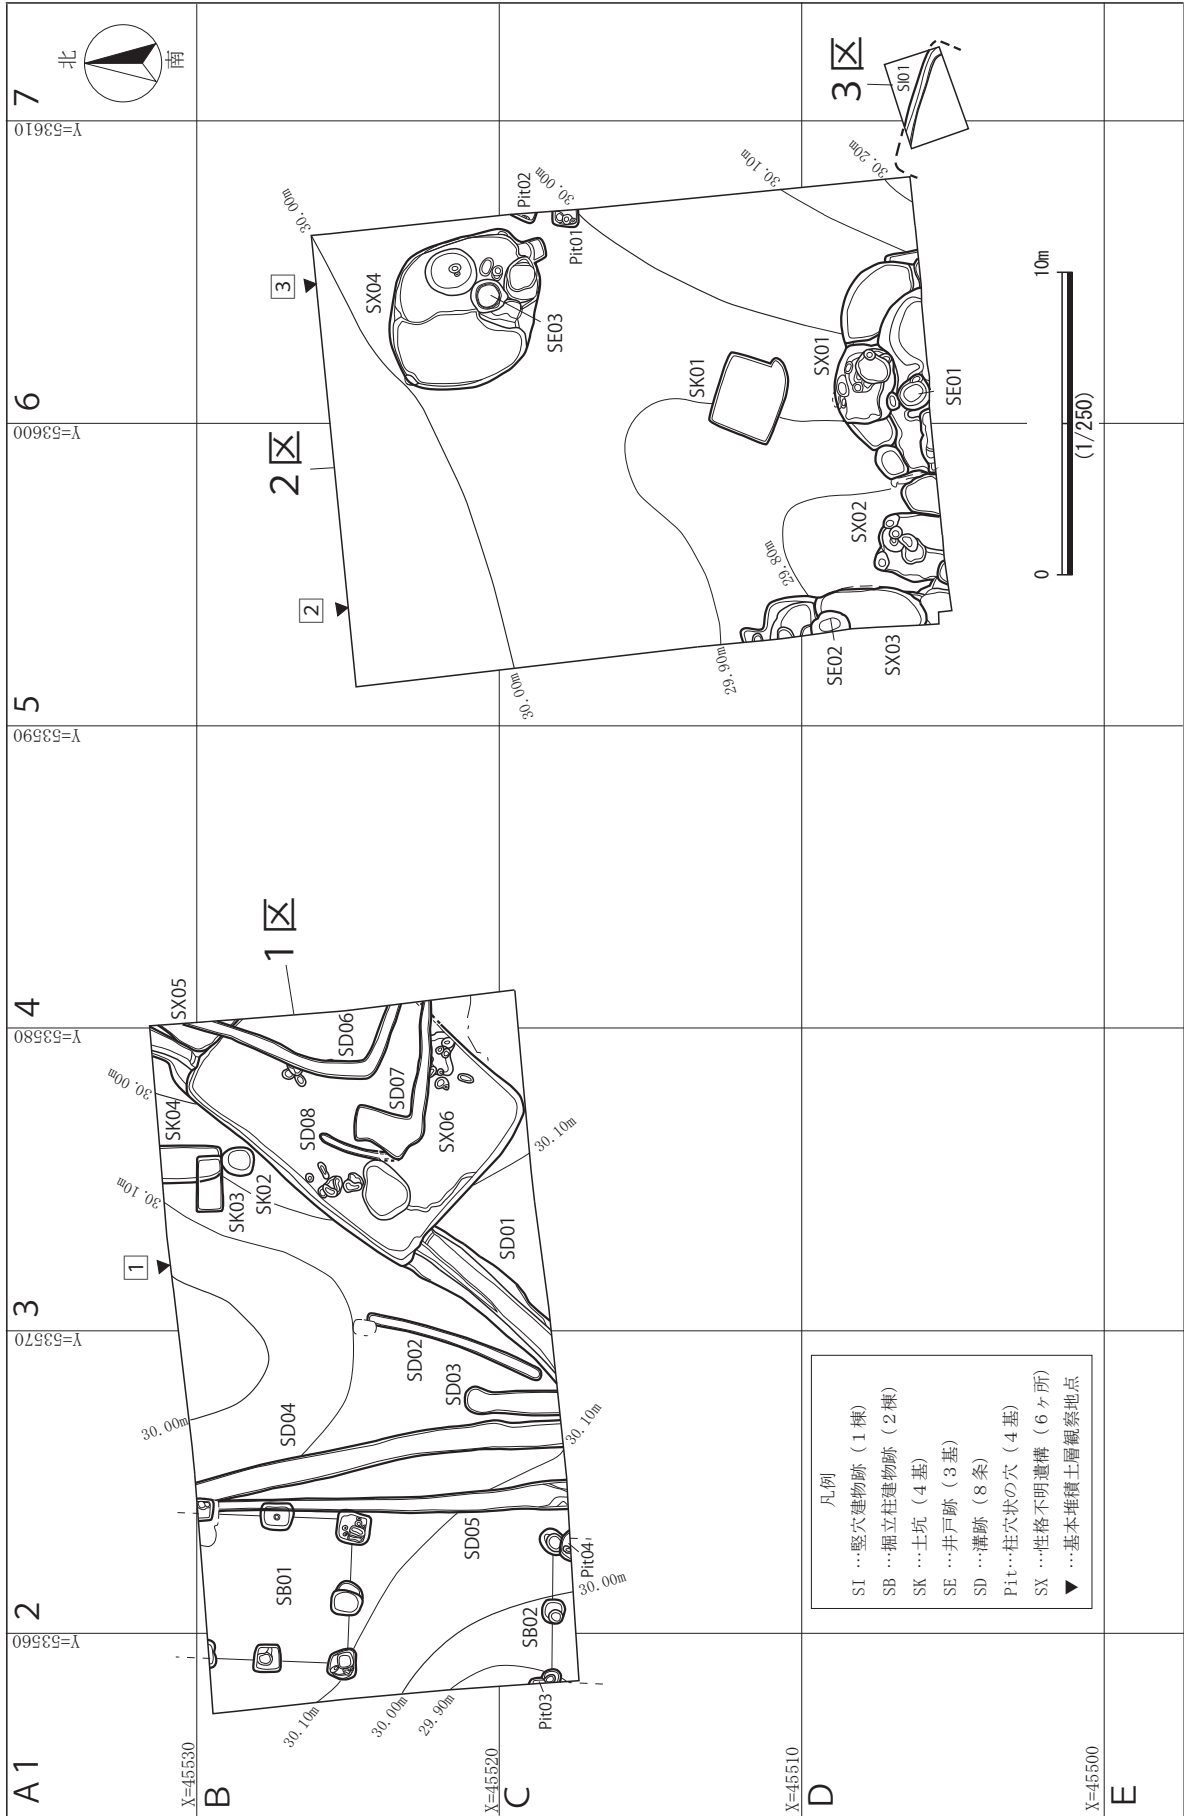 A1
2
3
4
5
6
7
B
C
D
E
Y=53560
Y=53570
Y=53580
Y=53590
Y=53600
Y=53610
X=45530
X=45520
X=45510
X=45500
北
南
1区
1
SX05
SK04
SK03
SK02
SD08
SD07
SD06
SX06
SD01
SD02
SD03
SD04
SD05
SB01
SB02
Pit03
Pit04
30.00m
30.10m
30.00m
30.10m
30.10m
30.00m
30.10m
30.00m
29.90m
2区
2
3
SX04
SE03
Pit02
Pit01
SK01
SX01
SE01
SX02
SE02
SX03
30.00m
30.00m
30.10m
30.20m
30.00m
29.90m
29.80m
3区
SI01
0
10m
(1/250)
凡例
SI …竪穴建物跡(1棟)
SB …掘立柱建物跡(2棟)
SK …土坑(4基)
SE …井戸跡(3基)
SD …溝跡(8条)
Pit…柱穴状の穴(4基)
SX …性格不明遺構(6ヶ所)
▼ …基本堆積土層観察地点